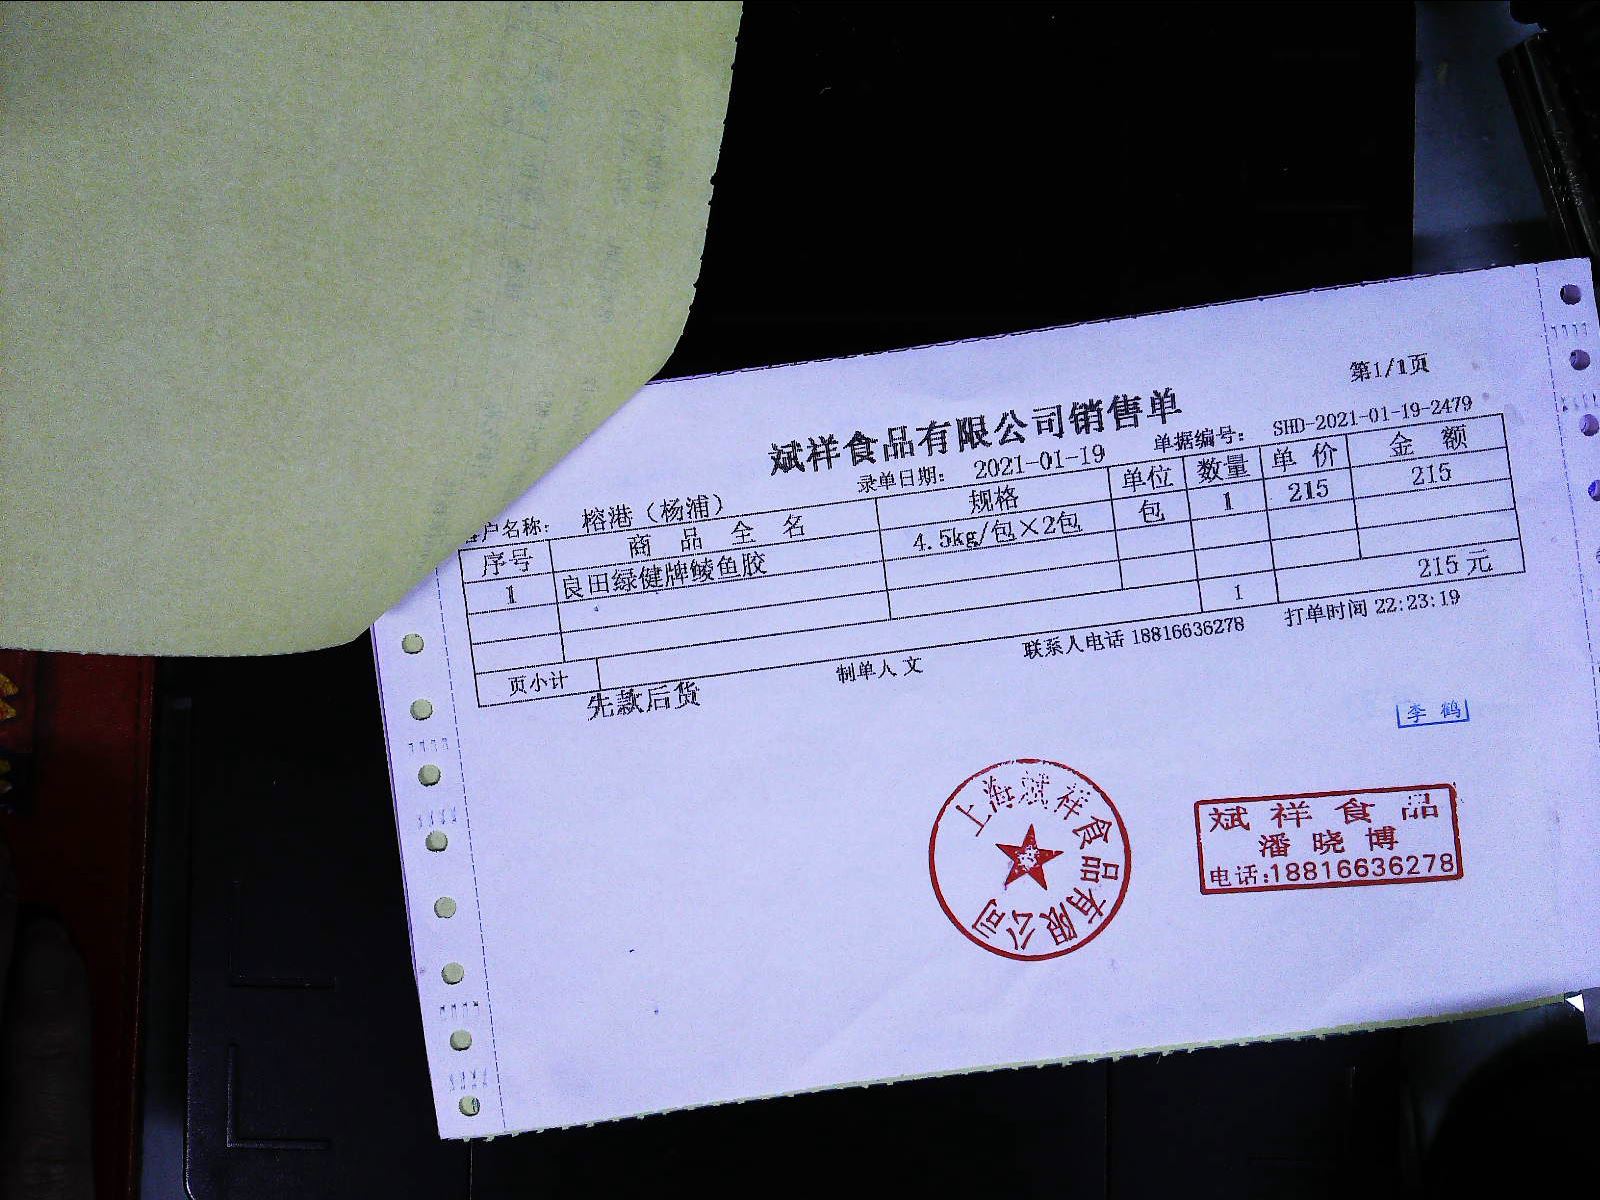 第1/1页
斌祥食品有限公司销售单
录单日期: 2021-01-19 单据编号: SHD-2021-01-19-2479
户名称: 榕港（杨浦）
序号 商品全名 规格 单位 数量 单价 金额
1 良田绿健牌鲮鱼胶 4.5kg/包×2包 包 1 215 215
页小计 1 215元
先款后货 制单人 文 联系人电话 18816636278 打单时间 22:23:19
李鹤
上海斌祥食品有限公司
斌祥食品
潘晓博
电话:18816636278